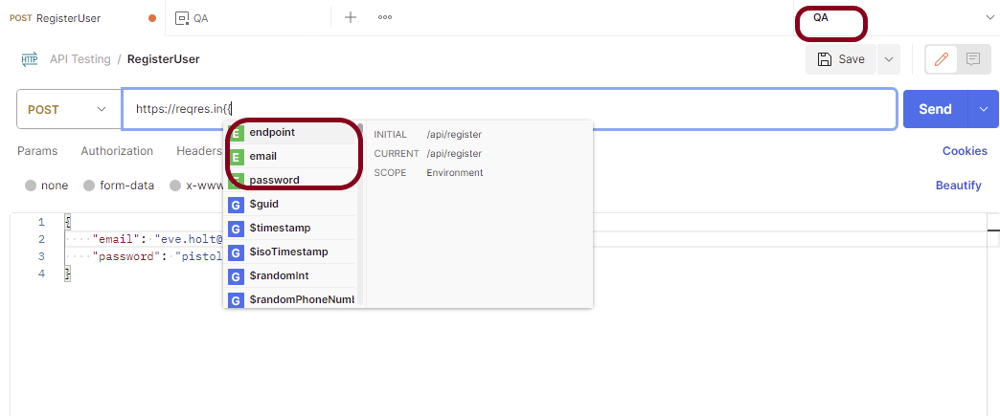 POST RegisterUser
QA
QA
HTTP API Testing / RegisterUser
Save
POST
https://reqres.in{{
Send
Params Authorization Headers
Cookies
none form-data x-www
Beautify
E endpoint
E email
E password
G $guid
G $timestamp
G $isoTimestamp
G $randomInt
G $randomPhoneNumb
INITIAL /api/register
CURRENT /api/register
SCOPE Environment
1 {
2 "email": "eve.holt@
3 "password": "pistol
4 }